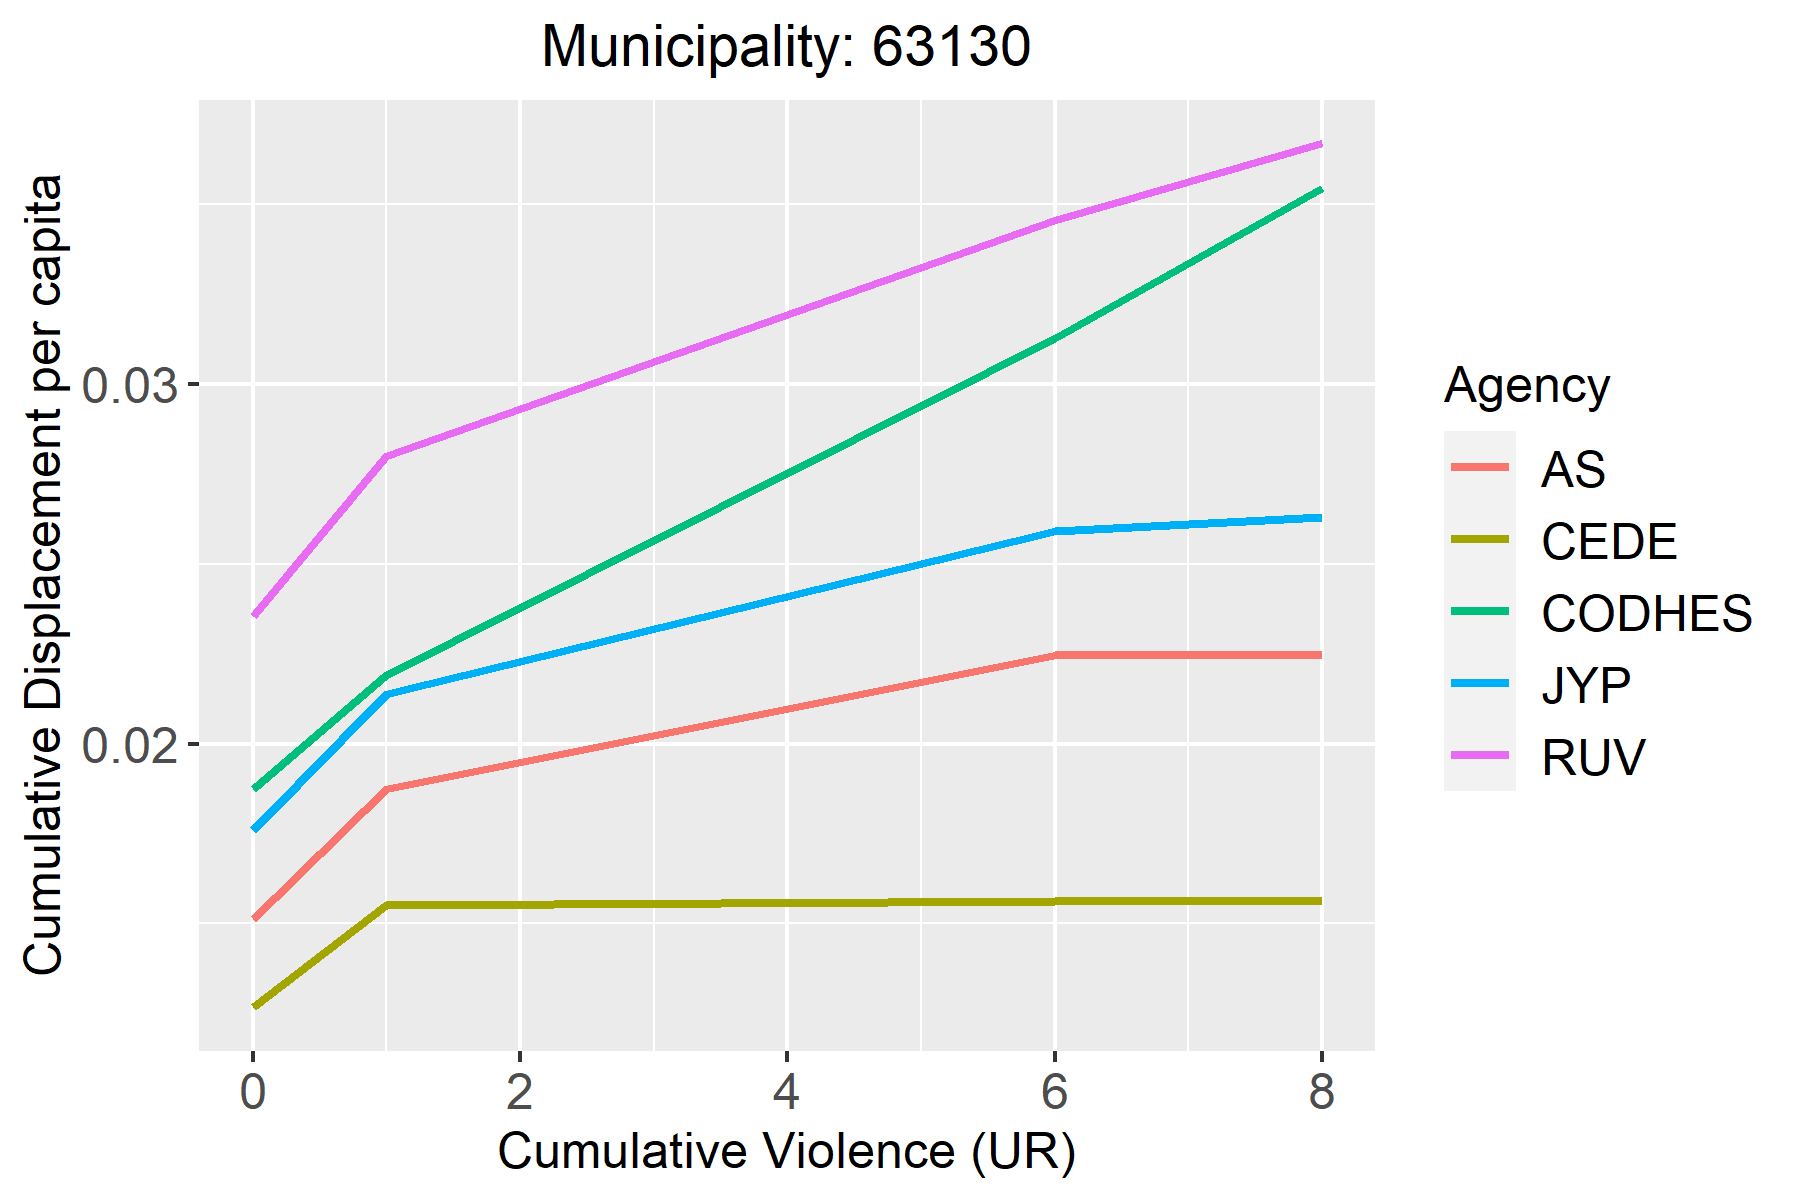 Municipality: 63130
Cumulative Displacement per capita
0.03
0.02
0 2 4 6 8
Cumulative Violence (UR)
Agency
AS
CEDE
CODHES
JYP
RUV